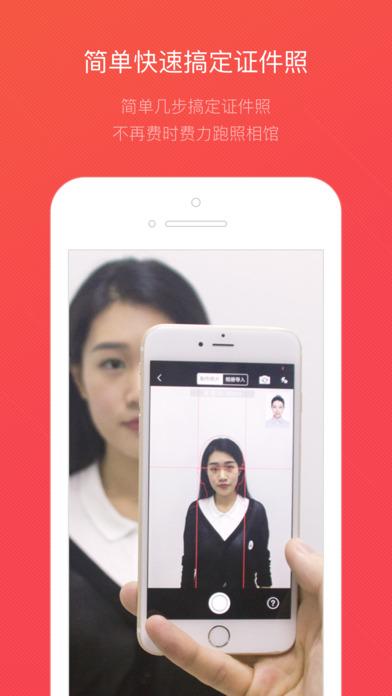 简单快速搞定证件照
简单几步搞定证件照
不再费时费力跑照相馆
相册导入